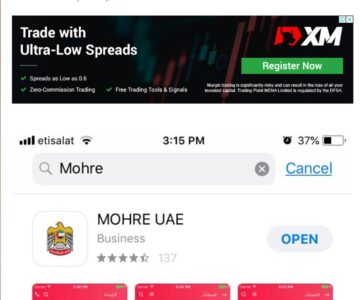 Trade with
Ultra-Low Spreads
XM
Register Now
✓ Spreads as Low as 0.6
✓ Zero-Commission Trading ✓ Free Trading Tools & Signals
Margin trading is significantly risky and can result in the loss of all your
invested capital. Trading Point MENA Limited is regulated by the DFSA.
etisalat 3:15 PM 37%
Mohre Cancel
MOHRE UAE
Business
OPEN
137